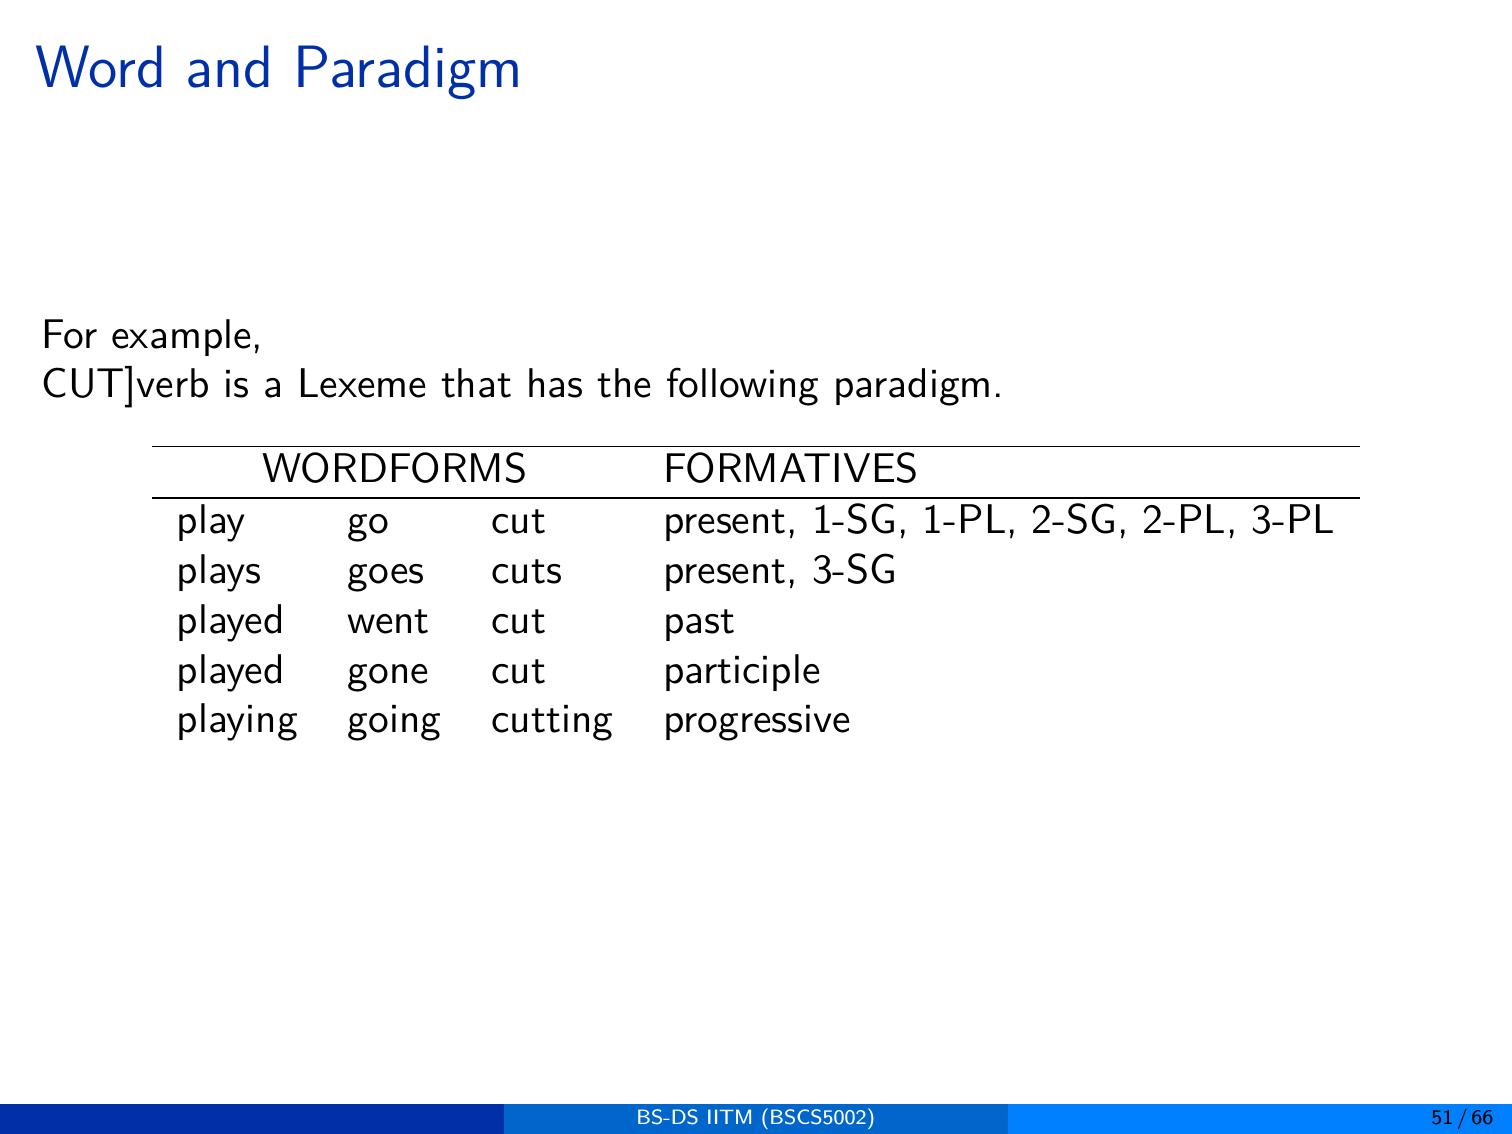 Word and Paradigm
For example,
CUT]verb is a Lexeme that has the following paradigm.
WORDFORMS FORMATIVES
play go cut present, 1-SG, 1-PL, 2-SG, 2-PL, 3-PL
plays goes cuts present, 3-SG
played went cut past
played gone cut participle
playing going cutting progressive
BS-DS IITM (BSCS5002) 51 / 66